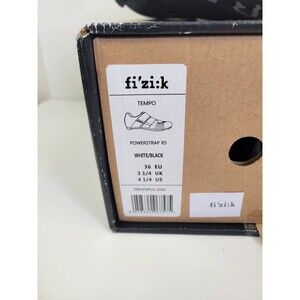 fi'zi:k
TEMPO
POWERSTRAP R5
WHITE/BLACK
36 EU
3 1/4 UK
4 1/4 US
fi'zi:k